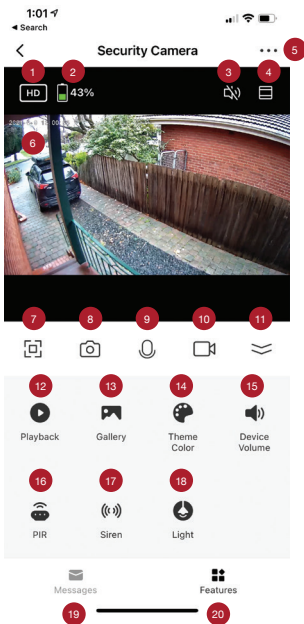 1:01
◀ Search
Security Camera
5
1
2
3
4
HD
43%
6
7
8
9
10
11
12
13
14
15
Playback
Gallery
Theme
Color
Device
Volume
16
17
18
PIR
Siren
Light
Messages
Features
19
20